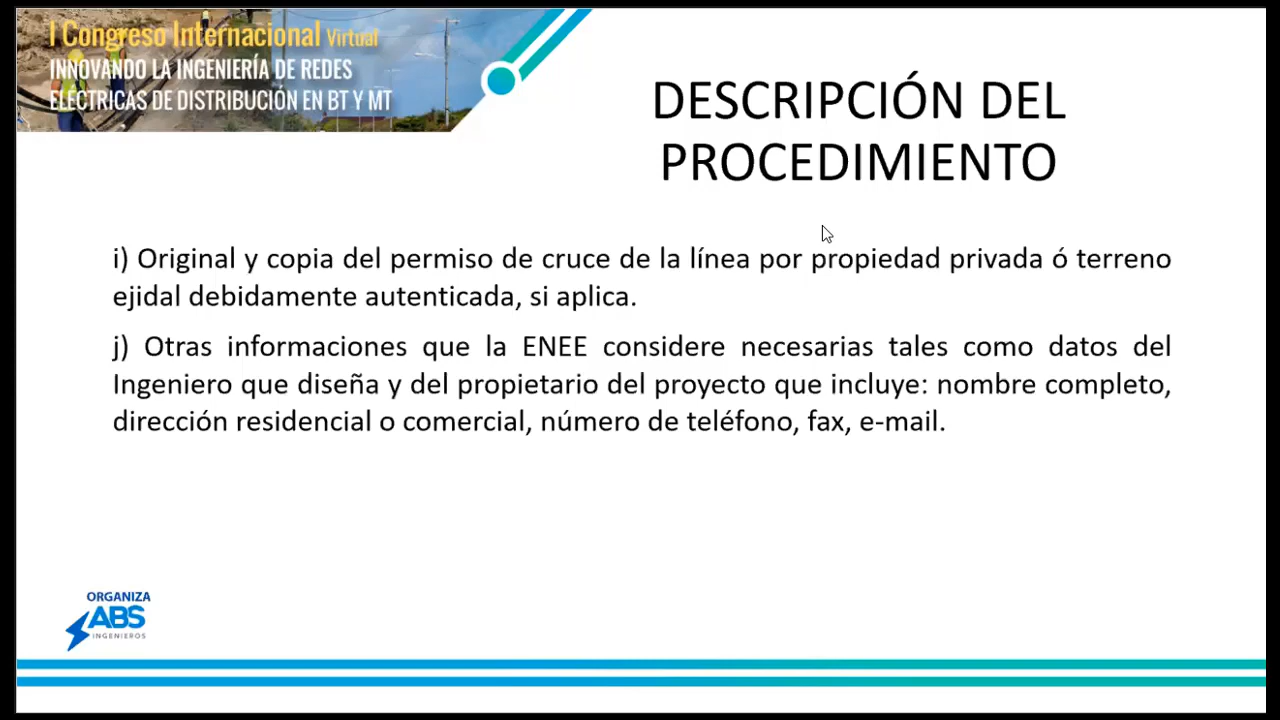 I Congreso Internacional Virtual
INNOVANDO LA INGENIERÍA DE REDES
ELÉCTRICAS DE DISTRIBUCIÓN EN BT Y MT
DESCRIPCIÓN DEL
PROCEDIMIENTO
i) Original y copia del permiso de cruce de la línea por propiedad privada ó terreno
ejidal debidamente autenticada, si aplica.
j) Otras informaciones que la ENEE considere necesarias tales como datos del
Ingeniero que diseña y del propietario del proyecto que incluye: nombre completo,
dirección residencial o comercial, número de teléfono, fax, e-mail.
ORGANIZA
ABS
INGENIEROS